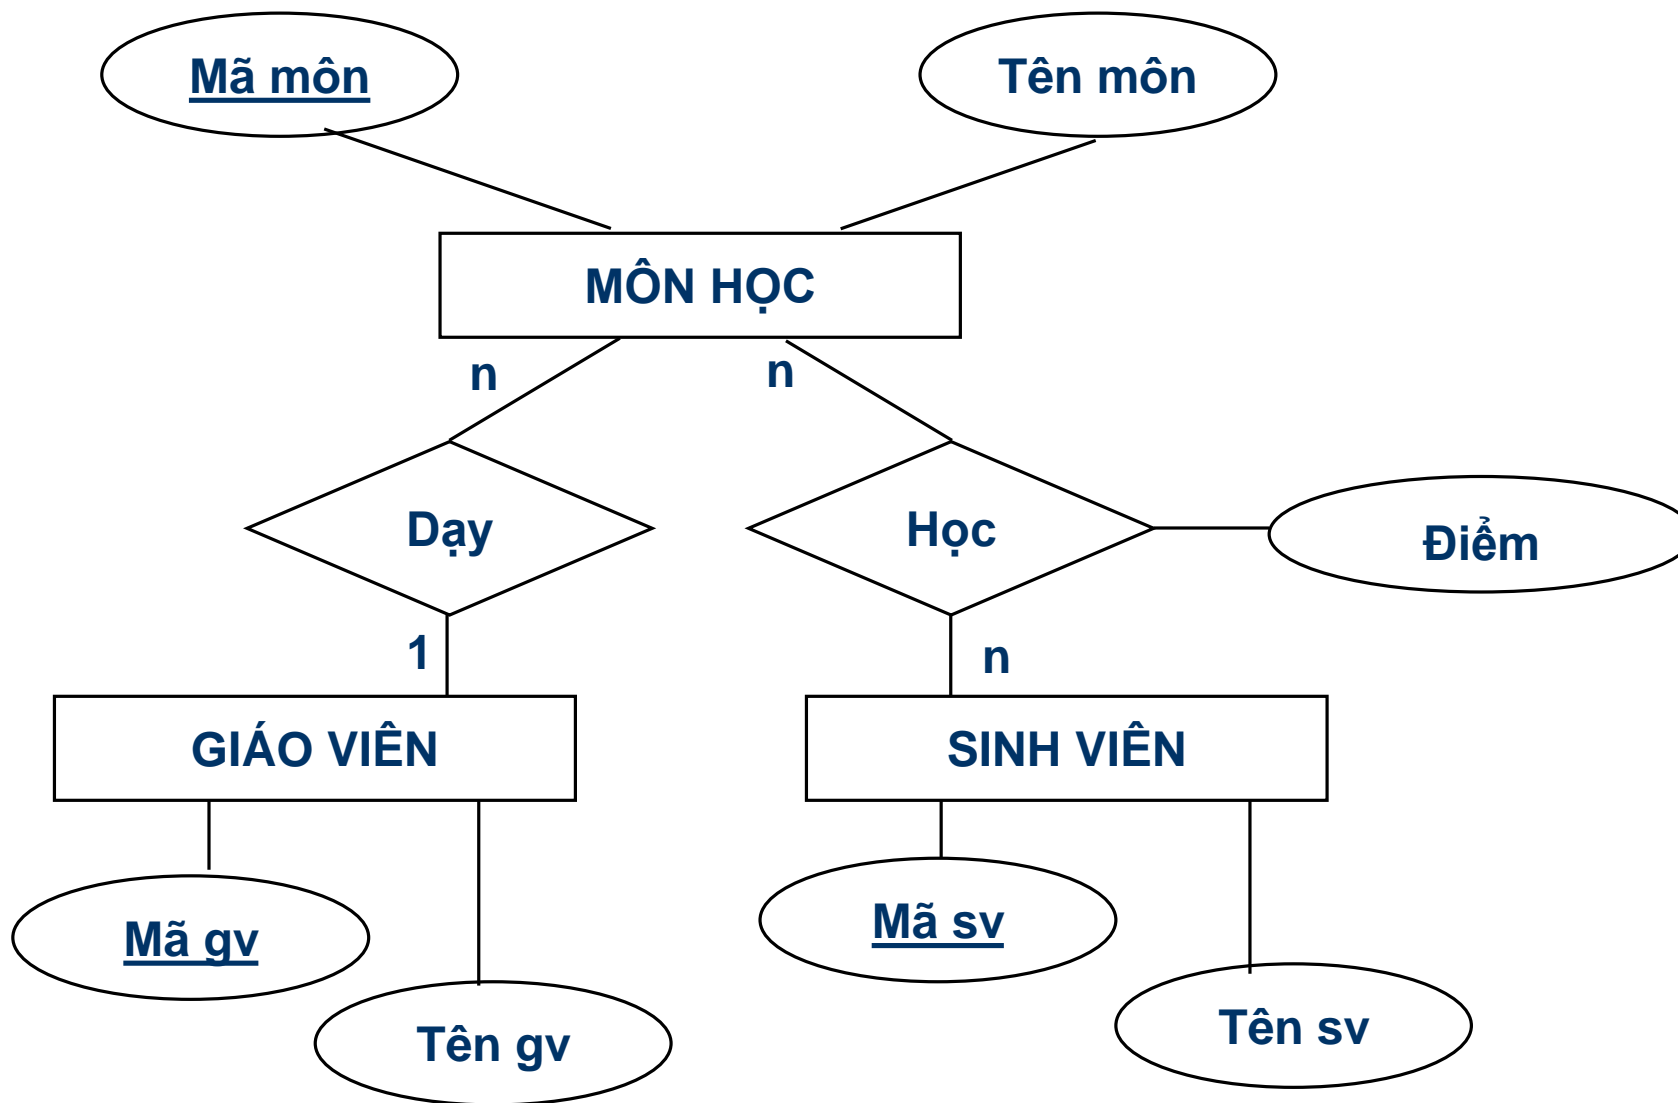 Mã môn
Tên môn
MÔN HỌC
n
n
Dạy
Học
Điểm
1
n
GIÁO VIÊN
SINH VIÊN
Mã gv
Mã sv
Tên gv
Tên sv